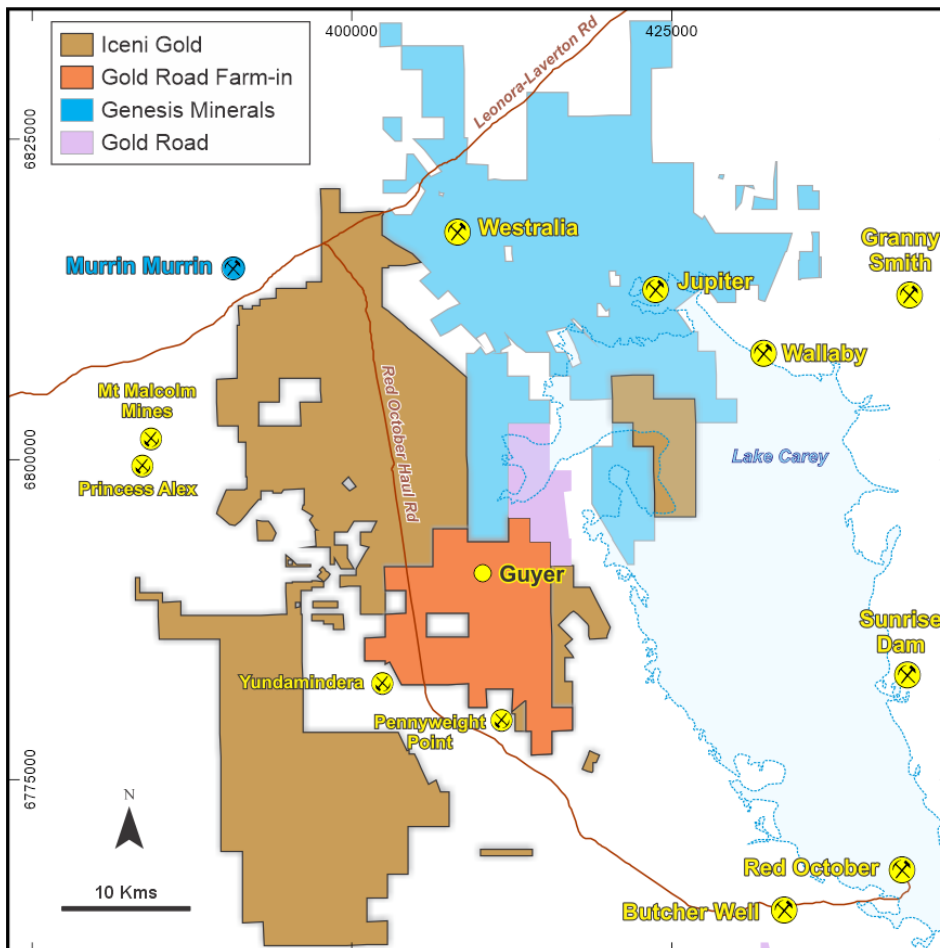 400000
425000
Iceni Gold
Gold Road Farm-in
Genesis Minerals
Gold Road
Leonora-Laverton Rd
6825000
Westralia
Granny
Smith
Murrin Murrin
Jupiter
Wallaby
Red October Haul Rd
Mt Malcolm
Mines
Lake Carey
6800000
Princess Alex
Guyer
Sunrise
Dam
Yundamindera
Pennyweight
Point
6775000
N
10 Kms
Red October
Butcher Well